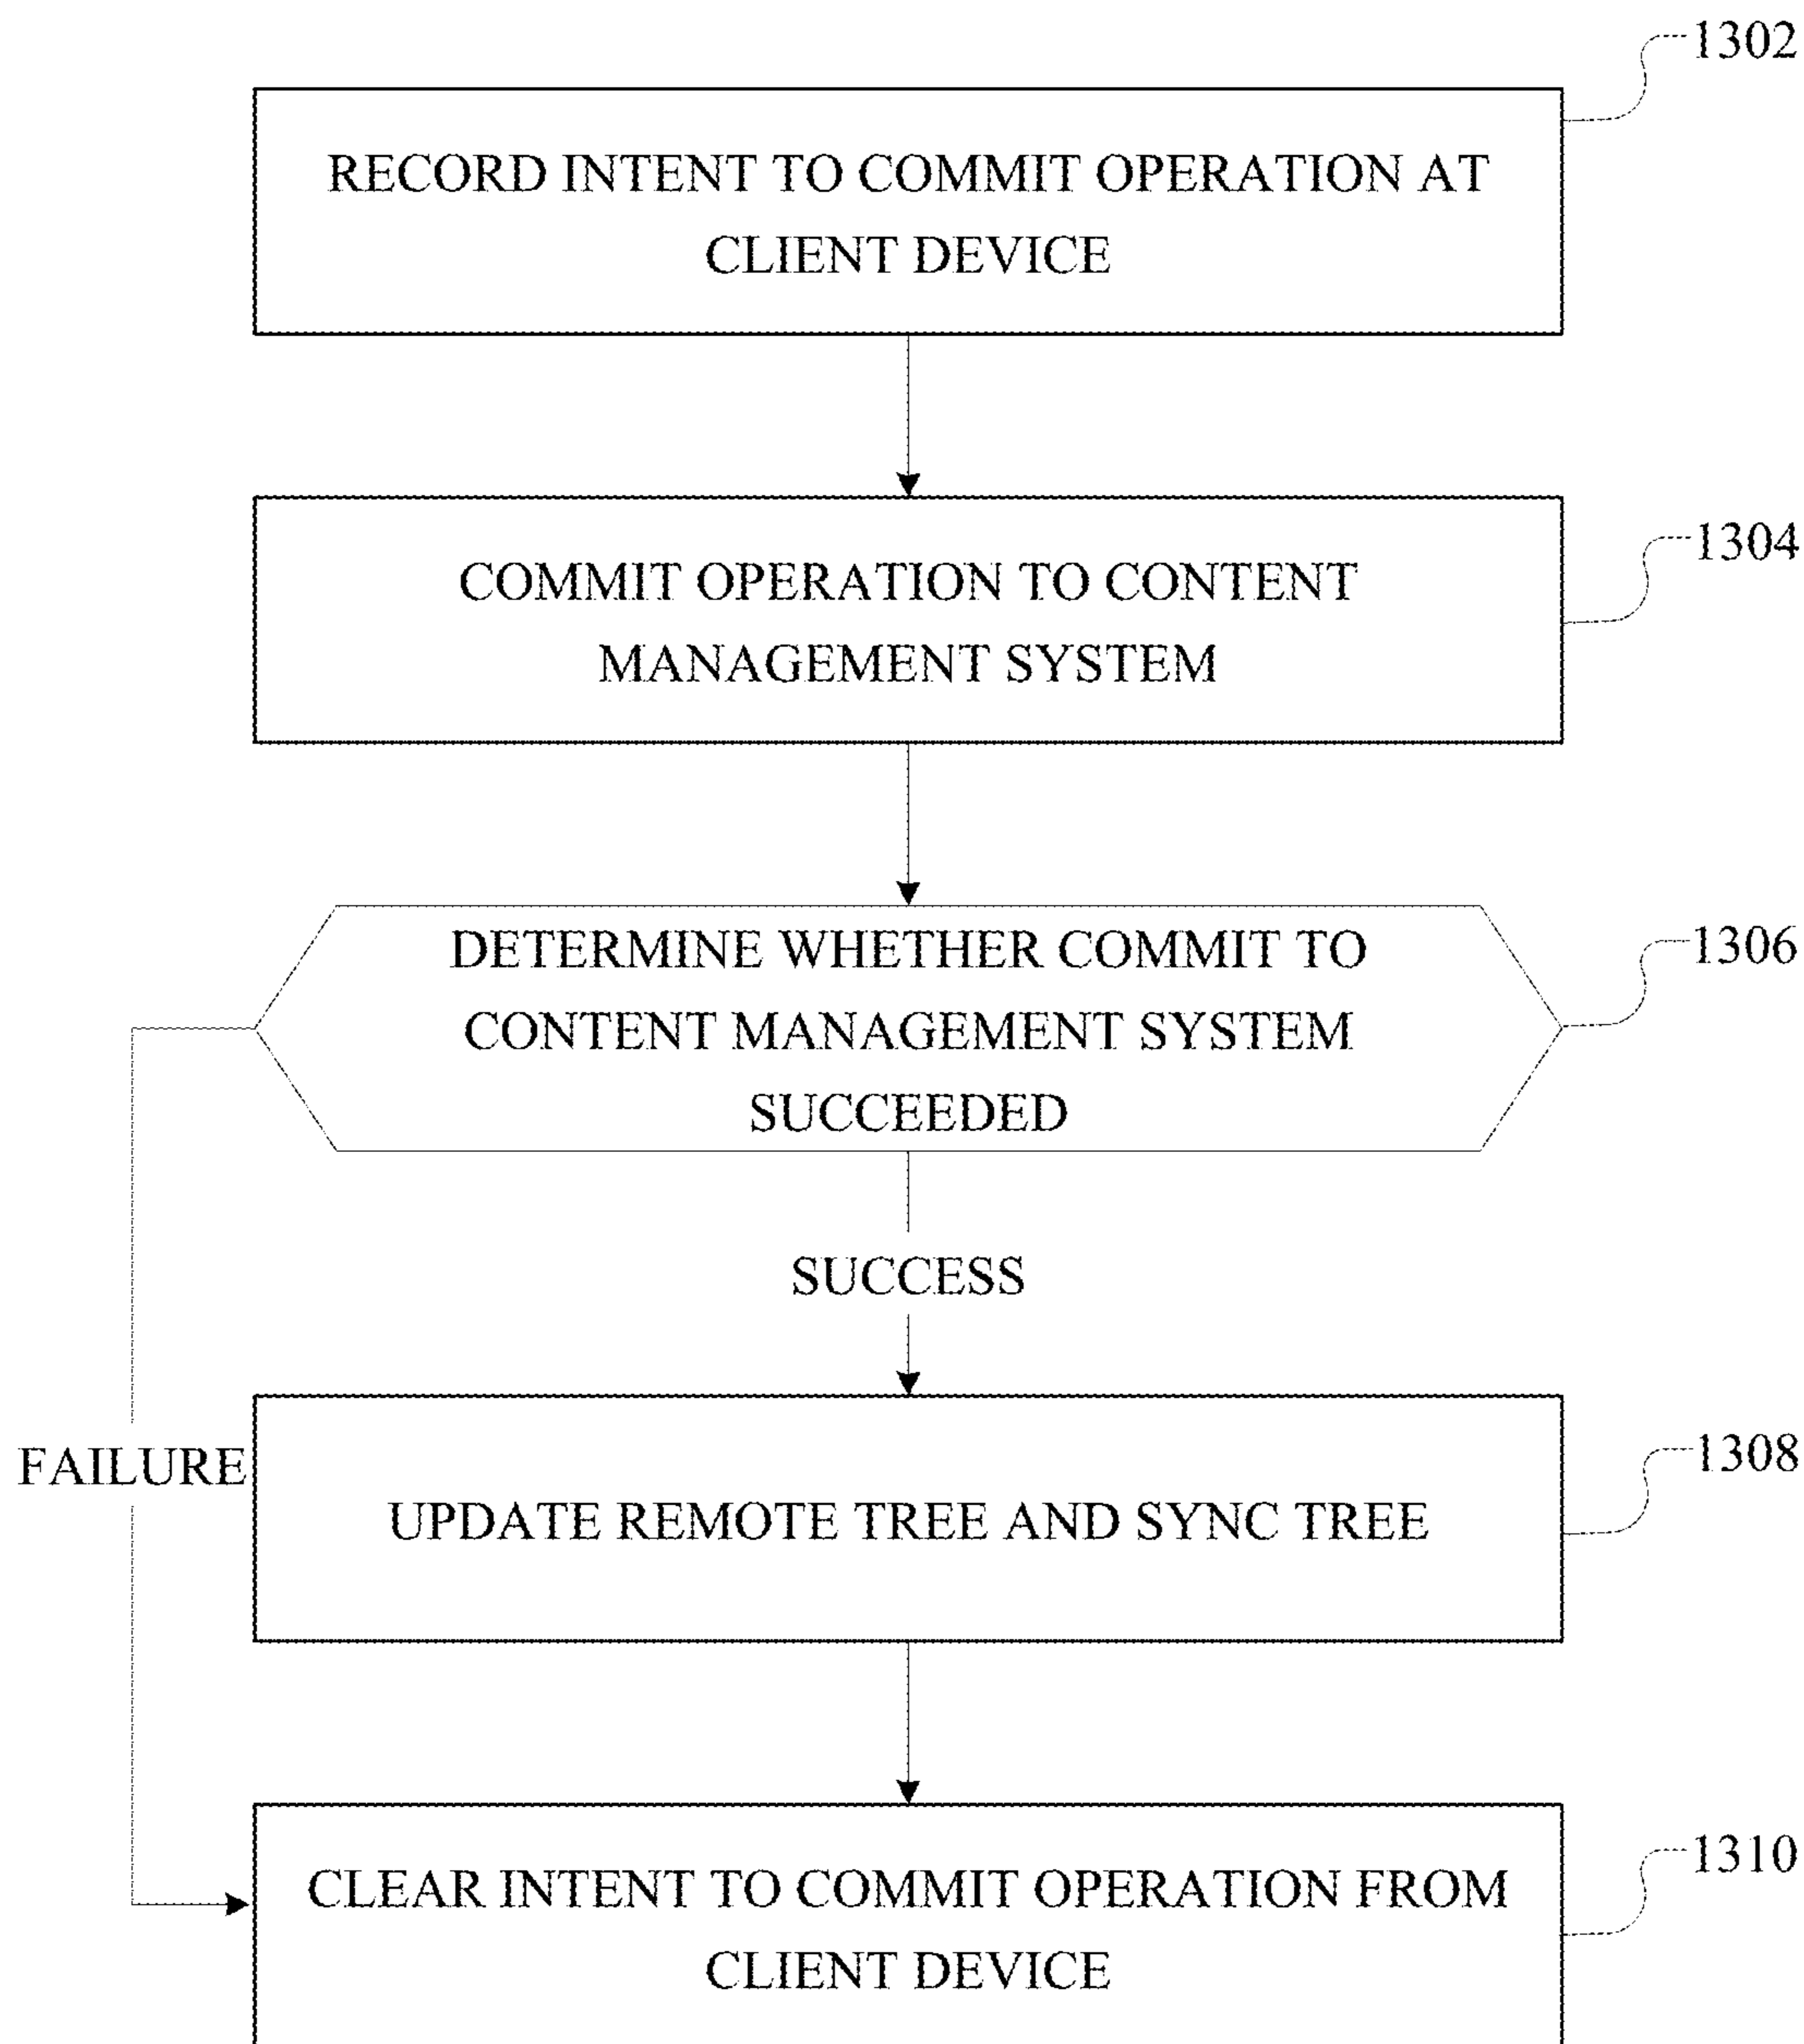 1302
RECORD INTENT TO COMMIT OPERATION AT
CLIENT DEVICE
1304
COMMIT OPERATION TO CONTENT
MANAGEMENT SYSTEM
1306
DETERMINE WHETHER COMMIT TO
CONTENT MANAGEMENT SYSTEM
SUCCEEDED
SUCCESS
FAILURE
1308
UPDATE REMOTE TREE AND SYNC TREE
1310
CLEAR INTENT TO COMMIT OPERATION FROM
CLIENT DEVICE